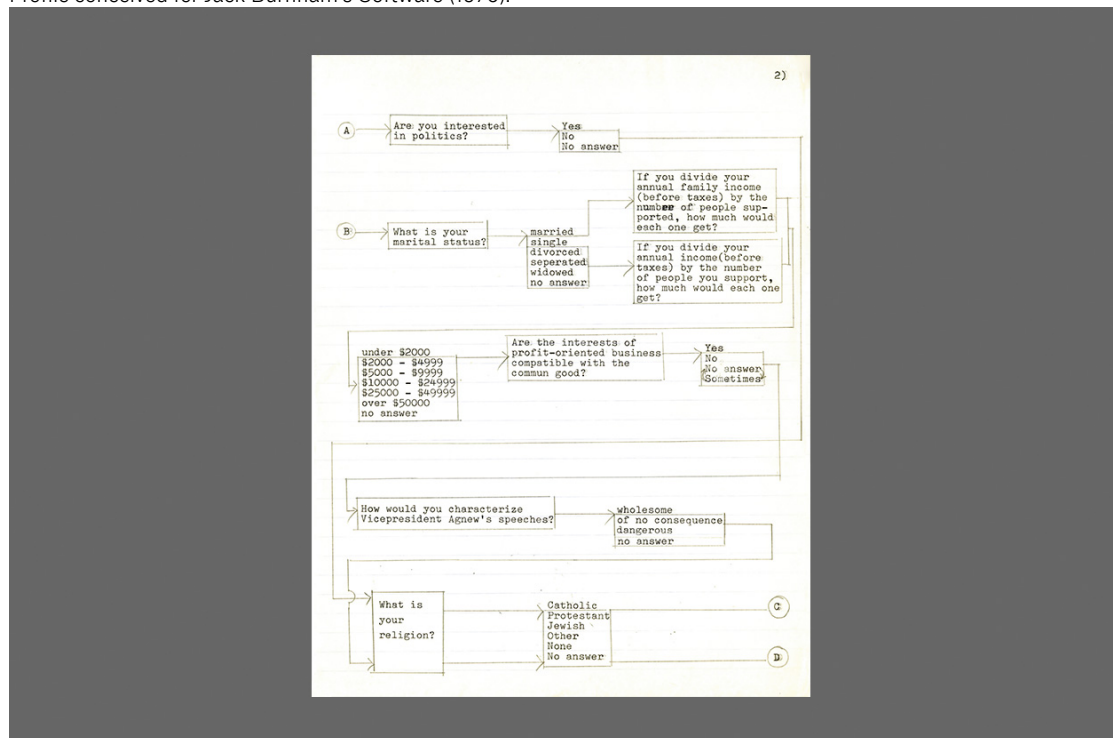 Profile conceived for Jack Burnham's Software (1970).
2)
A
Are you interested
in politics?
Yes
No
No answer
If you divide your
annual family income
(before taxes) by the
number of people sup-
ported, how much would
each one get?
B
What is your
marital status?
married
single
divorced
seperated
widowed
no answer
If you divide your
annual income(before
taxes) by the number
of people you support,
how much would each one
get?
under $2000
$2000 - $4999
$5000 - $9999
$10000 - $24999
$25000 - $49999
over $50000
no answer
Are the interests of
profit-oriented business
compatible with the
commun good?
Yes
No
No answer
Sometimes
How would you characterize
Vicepresident Agnew's speeches?
wholesome
of no consequence
dangerous
no answer
What is
your
religion?
Catholic
Protestant
Jewish
Other
None
No answer
C
D